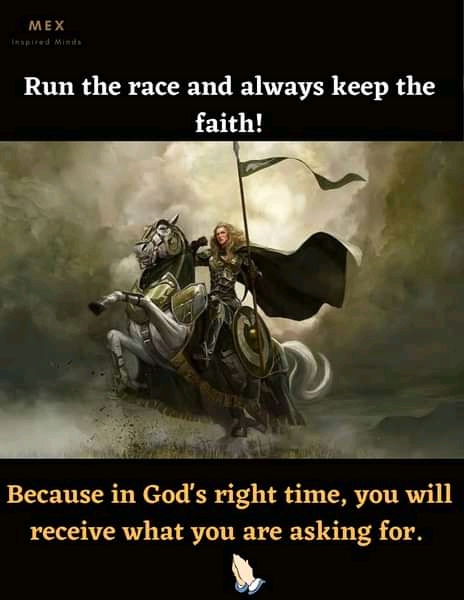 MEX
Inspired Minds
Run the race and always keep the
faith!
Because in God's right time, you will
receive what you are asking for.